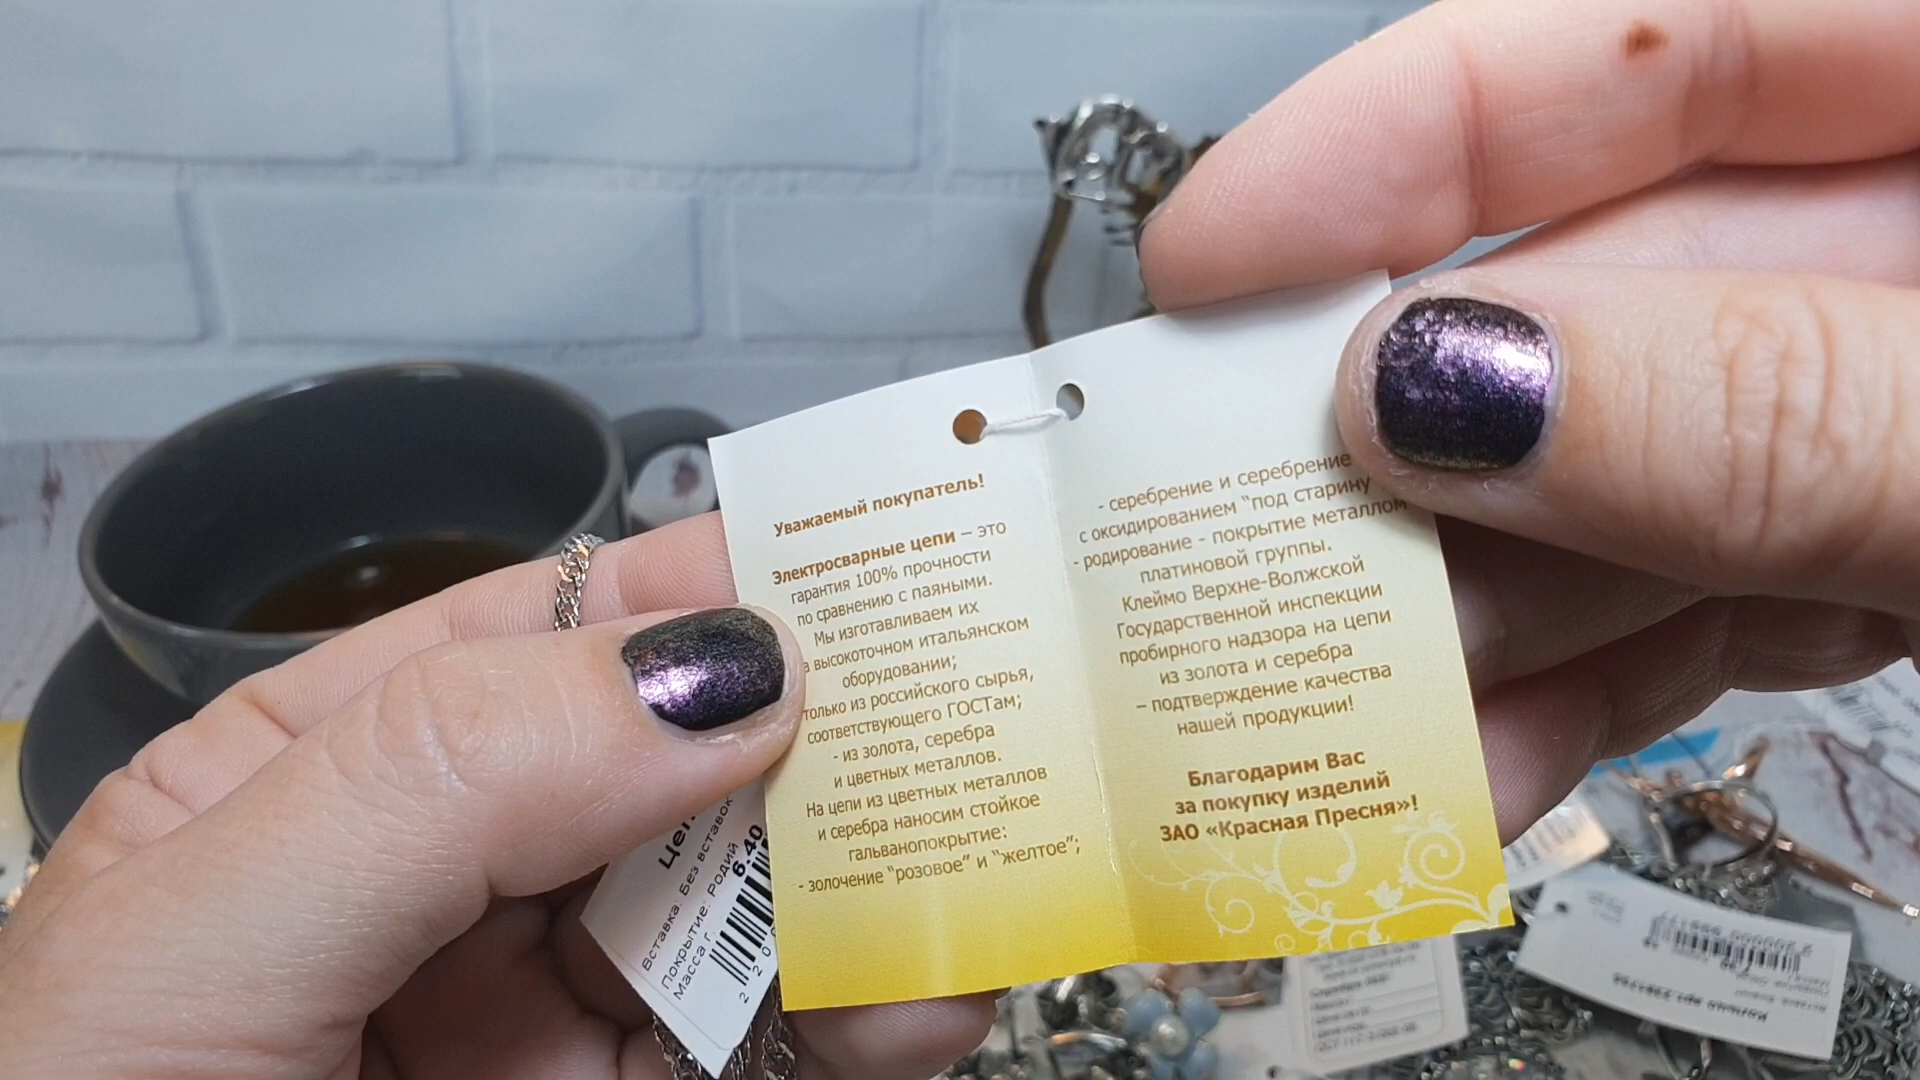 Уважаемый покупатель!
Электросварные цепи – это
гарантия 100% прочности
по сравнению с паяными.
Мы изготавливаем их
высокоточном итальянском
оборудовании;
только из российского сырья,
соответствующего ГОСТам;
- из золота, серебра
и цветных металлов.
На цепи из цветных металлов
и серебра наносим стойкое
гальванопокрытие:
- золочение “розовое” и “желтое”;
- серебрение и серебрение
с оксидированием “под старину
- родирование - покрытие металлом
платиновой группы.
Клеймо Верхне-Волжской
Государственной инспекции
пробирного надзора на цепи
из золота и серебра
– подтверждение качества
нашей продукции!
Благодарим Вас
за покупку изделий
ЗАО «Красная Пресня»!
Вставка: Без вставок
Покрытие: родий
Масса г. 6.40